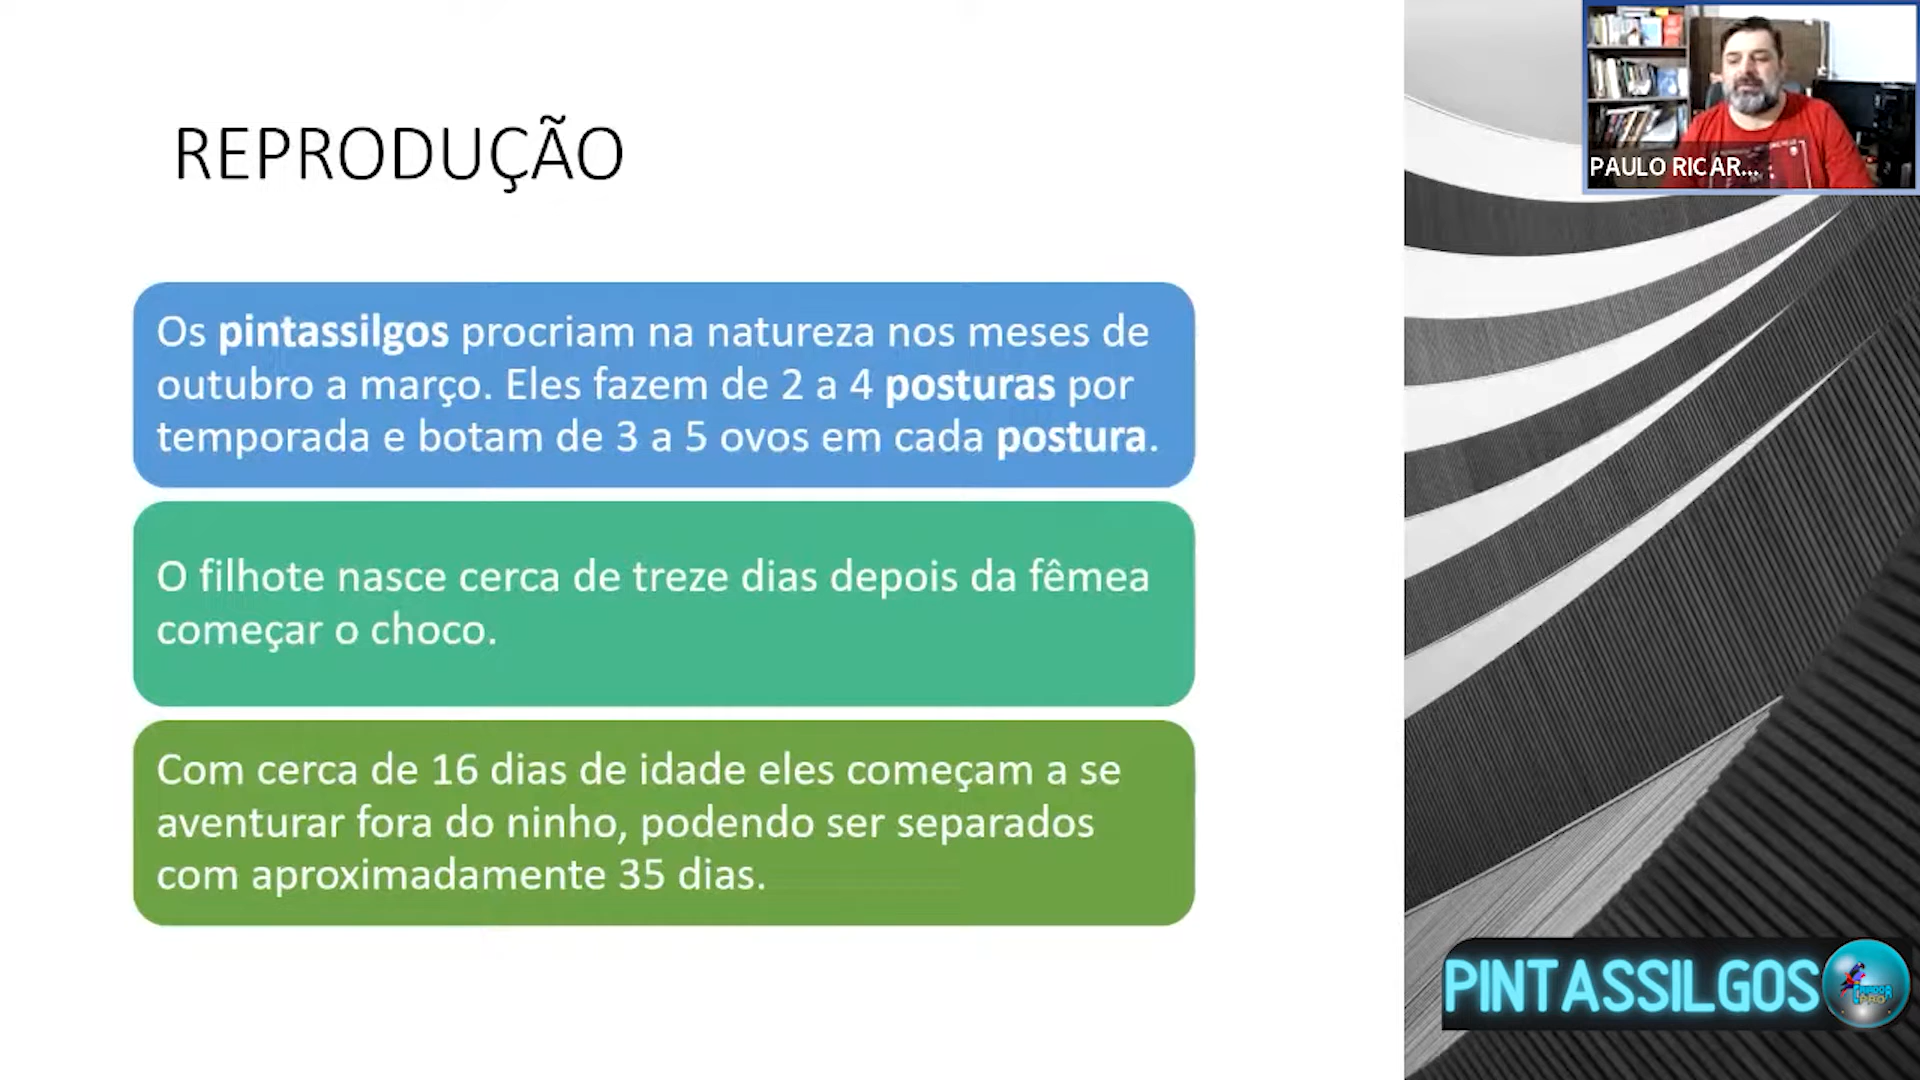 REPRODUÇÃO
PAULO RICAR...
Os pintassilgos procriam na natureza nos meses de
outubro a março. Eles fazem de 2 a 4 posturas por
temporada e botam de 3 a 5 ovos em cada postura.
O filhote nasce cerca de treze dias depois da fêmea
começar o choco.
Com cerca de 16 dias de idade eles começam a se
aventurar fora do ninho, podendo ser separados
com aproximadamente 35 dias.
PINTASSILGOS